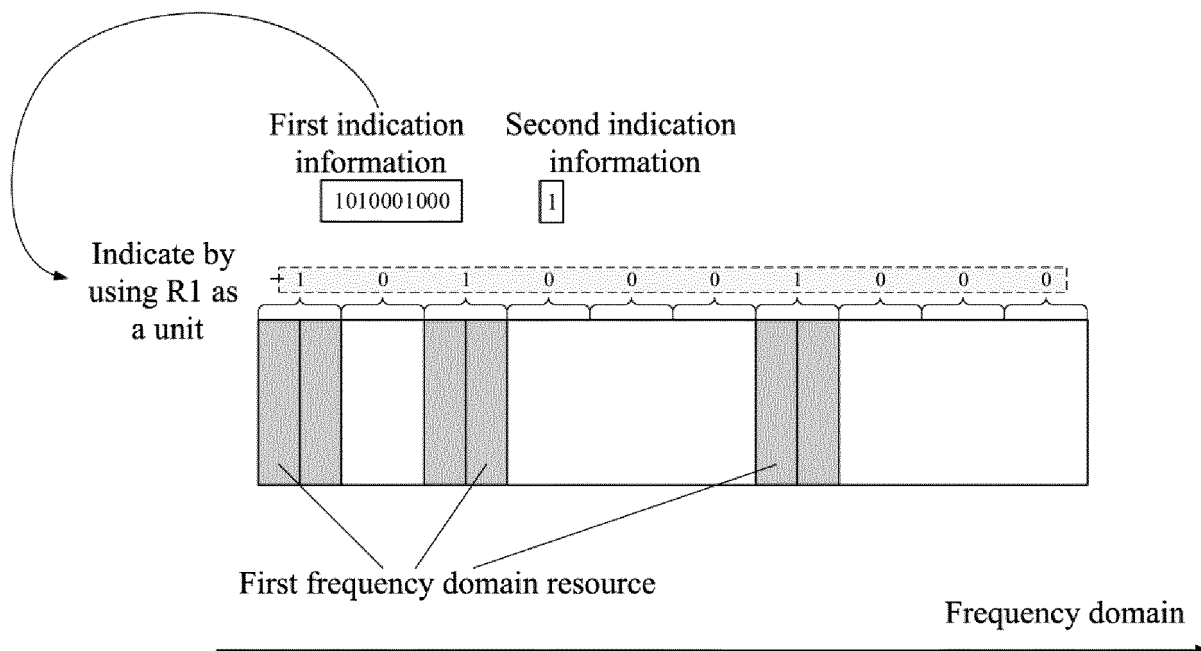 First indication
information
1010001000
Second indication
information
1
Indicate by
using R1 as
a unit
1 0 1 0 0 0 1 0 0 0
First frequency domain resource
Frequency domain